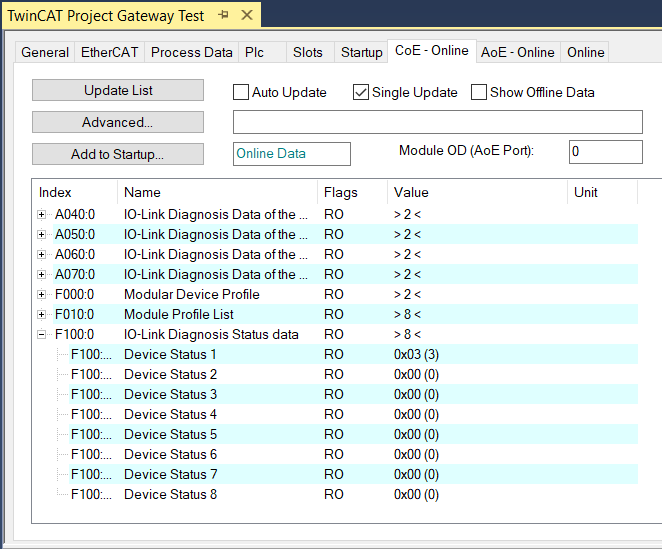 TwinCAT Project Gateway Test
General EtherCAT Process Data Plc Slots Startup CoE - Online AoE - Online Online
Update List Auto Update Single Update Show Offline Data
Advanced...
Add to Startup... Online Data Module OD (AoE Port): 0
Index Name Flags Value Unit
A040:0 IO-Link Diagnosis Data of the ... RO > 2 <
A050:0 IO-Link Diagnosis Data of the ... RO > 2 <
A060:0 IO-Link Diagnosis Data of the ... RO > 2 <
A070:0 IO-Link Diagnosis Data of the ... RO > 2 <
F000:0 Modular Device Profile RO > 2 <
F010:0 Module Profile List RO > 8 <
F100:0 IO-Link Diagnosis Status data RO > 8 <
F100:... Device Status 1 RO 0x03 (3)
F100:... Device Status 2 RO 0x00 (0)
F100:... Device Status 3 RO 0x00 (0)
F100:... Device Status 4 RO 0x00 (0)
F100:... Device Status 5 RO 0x00 (0)
F100:... Device Status 6 RO 0x00 (0)
F100:... Device Status 7 RO 0x00 (0)
F100:... Device Status 8 RO 0x00 (0)